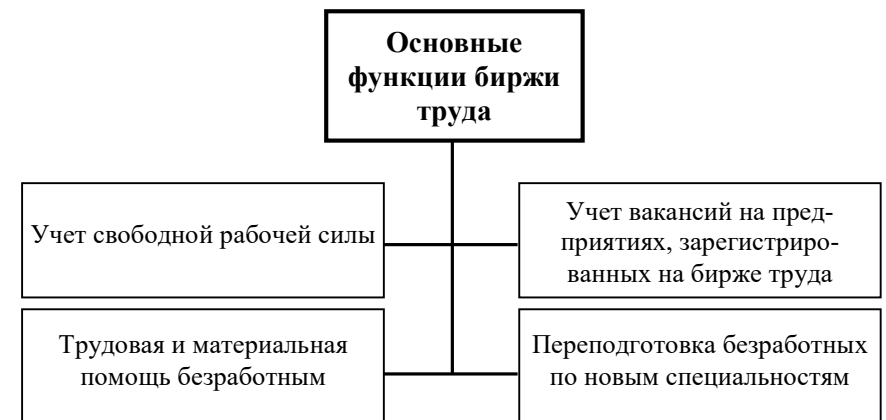 Основные
функции биржи
труда
Учет свободной рабочей силы
Учет вакансий на пред-
приятиях, зарегистриро-
ванных на бирже труда
Трудовая и материальная
помощь безработным
Переподготовка безработных
по новым специальностям